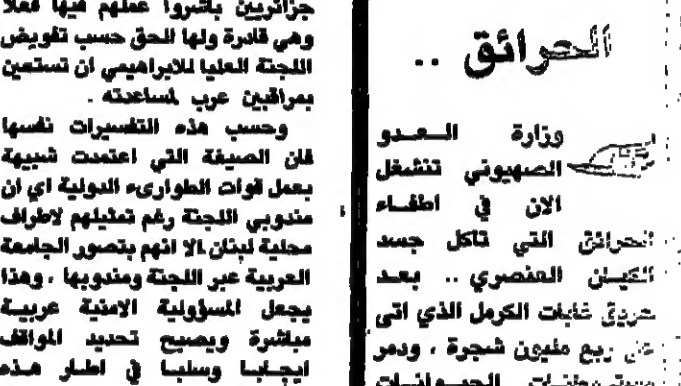 الحرائق ..
وزارة العدو
الصهيوني تنشغل
الان في اطفاء
الحرائق التي تاكل جسد
الكيان العنصري .. بعد
حريق غابات الكرمل الذي اتى
على ربع مليون شجرة ، ودمر
الحيوانات
جزائريين باشروا عملهم فيها فعلا
وهي قادرة ولها الحق حسب تفويض
اللجنة العليا للابراهيمي ان تستعين
بمراقبين عرب لمساعدته .
وحسب هذه التفسيرات نفسها
فان الصيغة التي اعتمدت شبيهة
بعمل قوات الطوارىء الدولية اي ان
مندوبي اللجنة رغم تمثيلهم لاطراف
محلية لبنان الا انهم بتصور الجامعة
العربية عبر اللجنة ومندوبها ، وهذا
يجعل المسؤولية الامنية عربية
مباشرة ويصبح تحديد المواقف
ايجابا وسلبا في اطار هذه